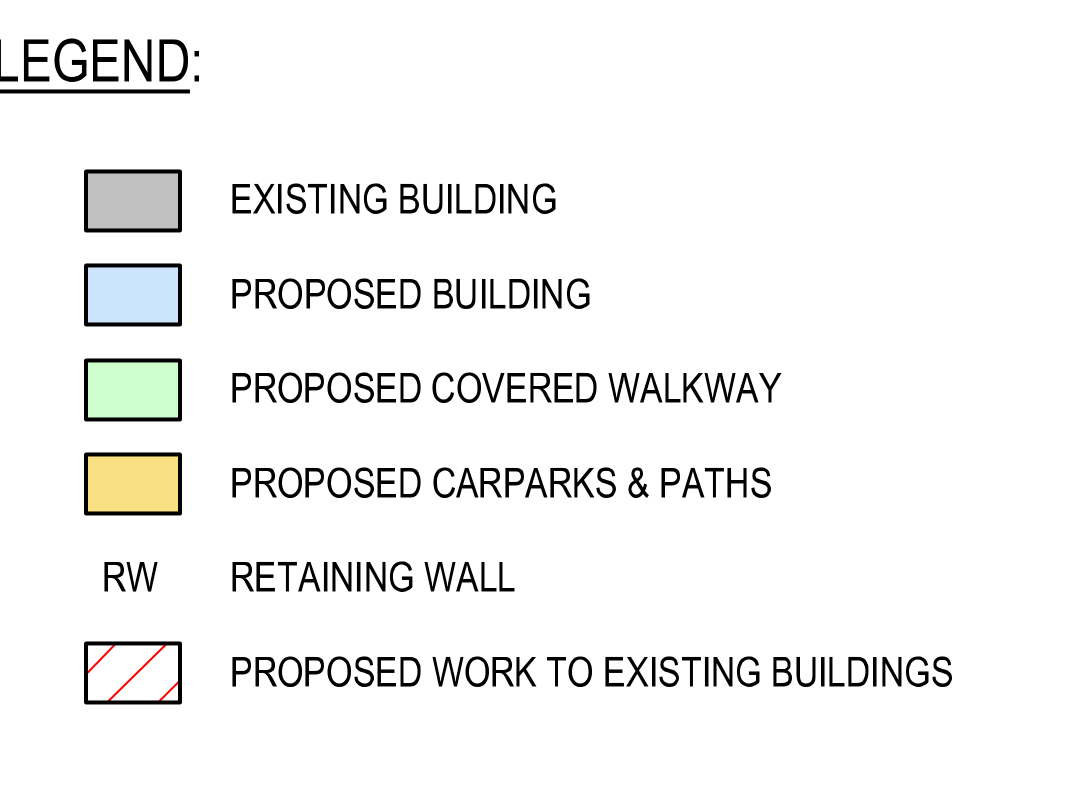 LEGEND:
EXISTING BUILDING
PROPOSED BUILDING
PROPOSED COVERED WALKWAY
PROPOSED CARPARKS & PATHS
RW RETAINING WALL
PROPOSED WORK TO EXISTING BUILDINGS